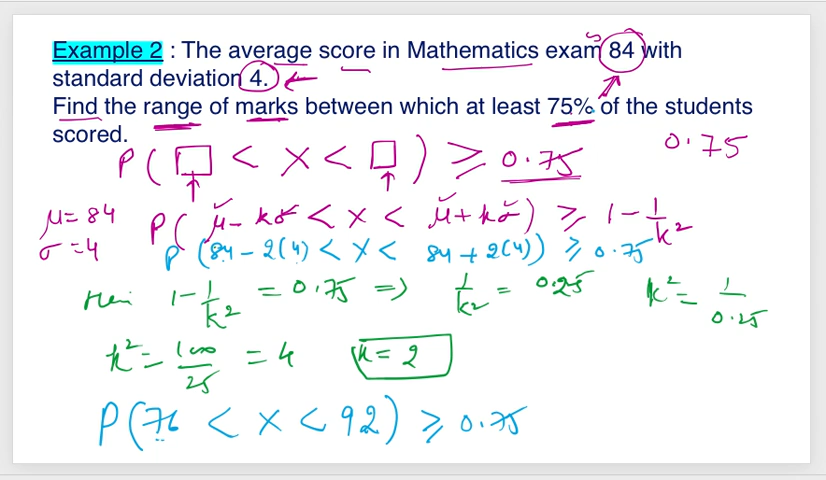 Example 2 : The average score in Mathematics exam 84 with
standard deviation 4.
Find the range of marks between which at least 75% of the students
scored.
P(□ < X < □) ≥ 0.75 0.75
μ=84 P(μ-kσ < X < μ+kσ) ≥ 1-1/k²
σ=4 P(84-2(4) < X < 84+2(4)) ≥ 0.75
1-1/k² = 0.75 ⇒ 1/k² = 0.25 k² = 1/0.25
k² = 100/25 = 4 k = 2
P(76 < X < 92) ≥ 0.75